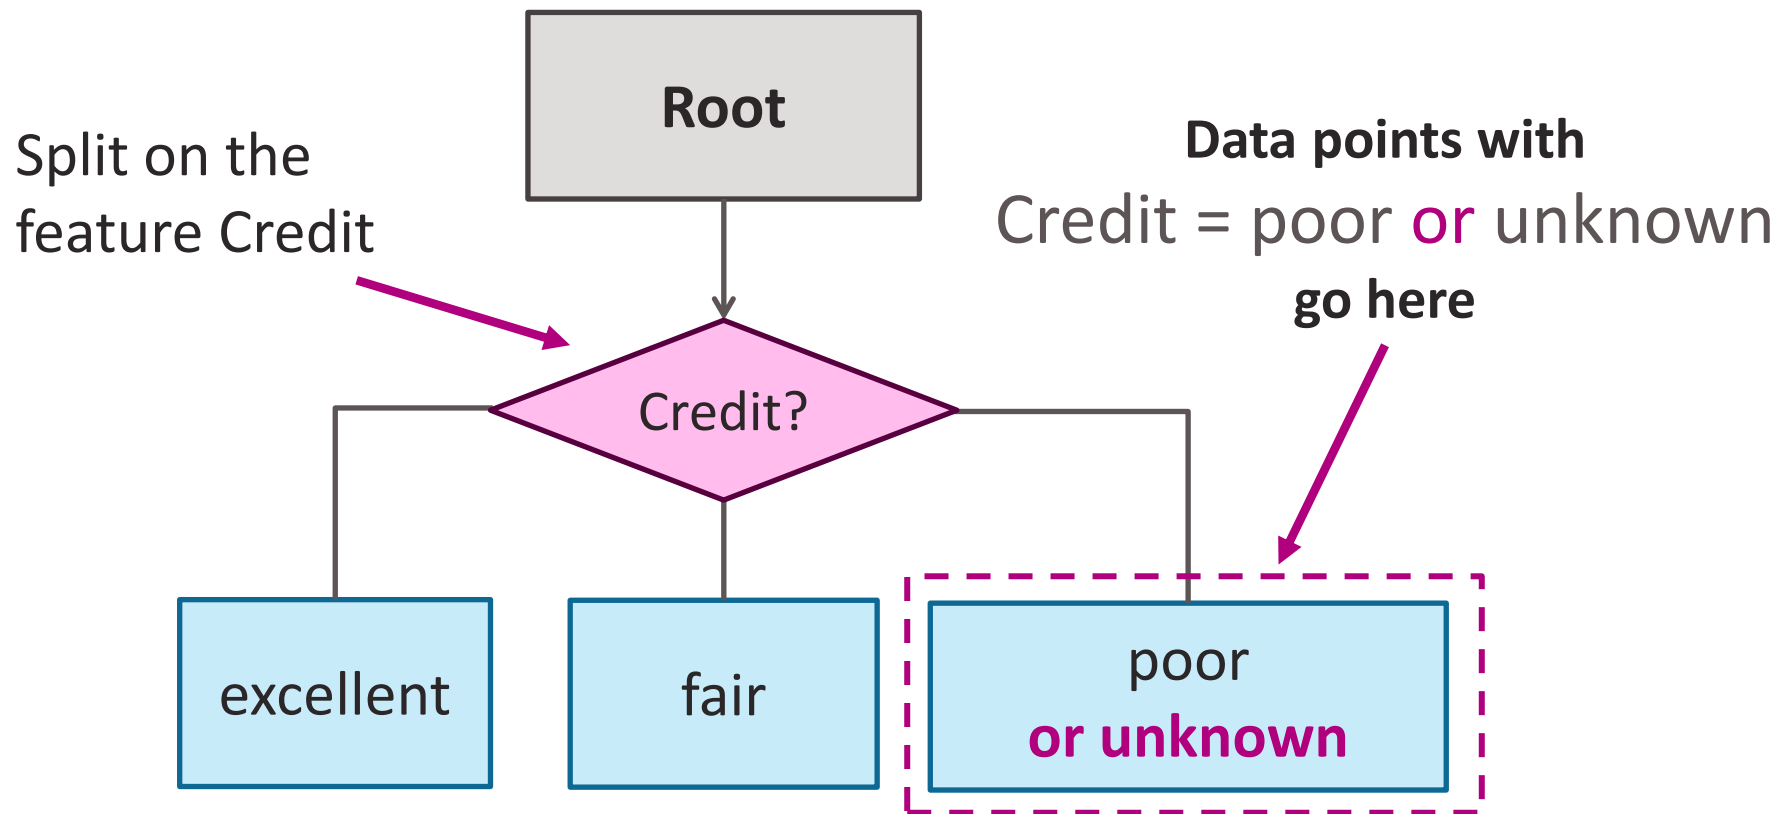 Root
Split on the
feature Credit
Data points with
Credit = poor or unknown
go here
Credit?
excellent
fair
poor
or unknown